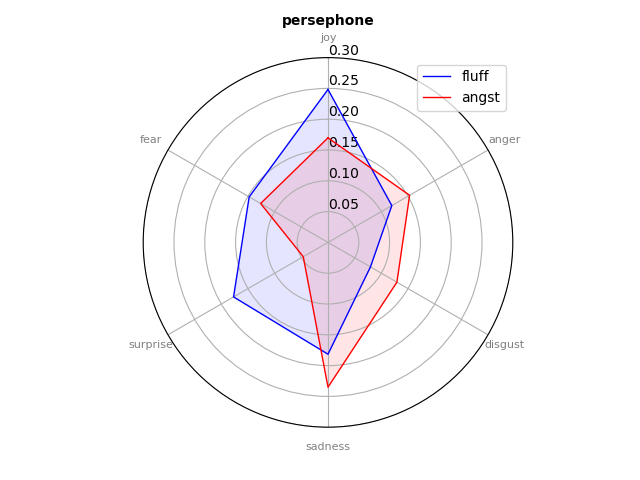 persephone
joy
0.30
0.25
0.20
0.15
0.10
0.05
fluff
angst
fear
anger
surprise
disgust
sadness